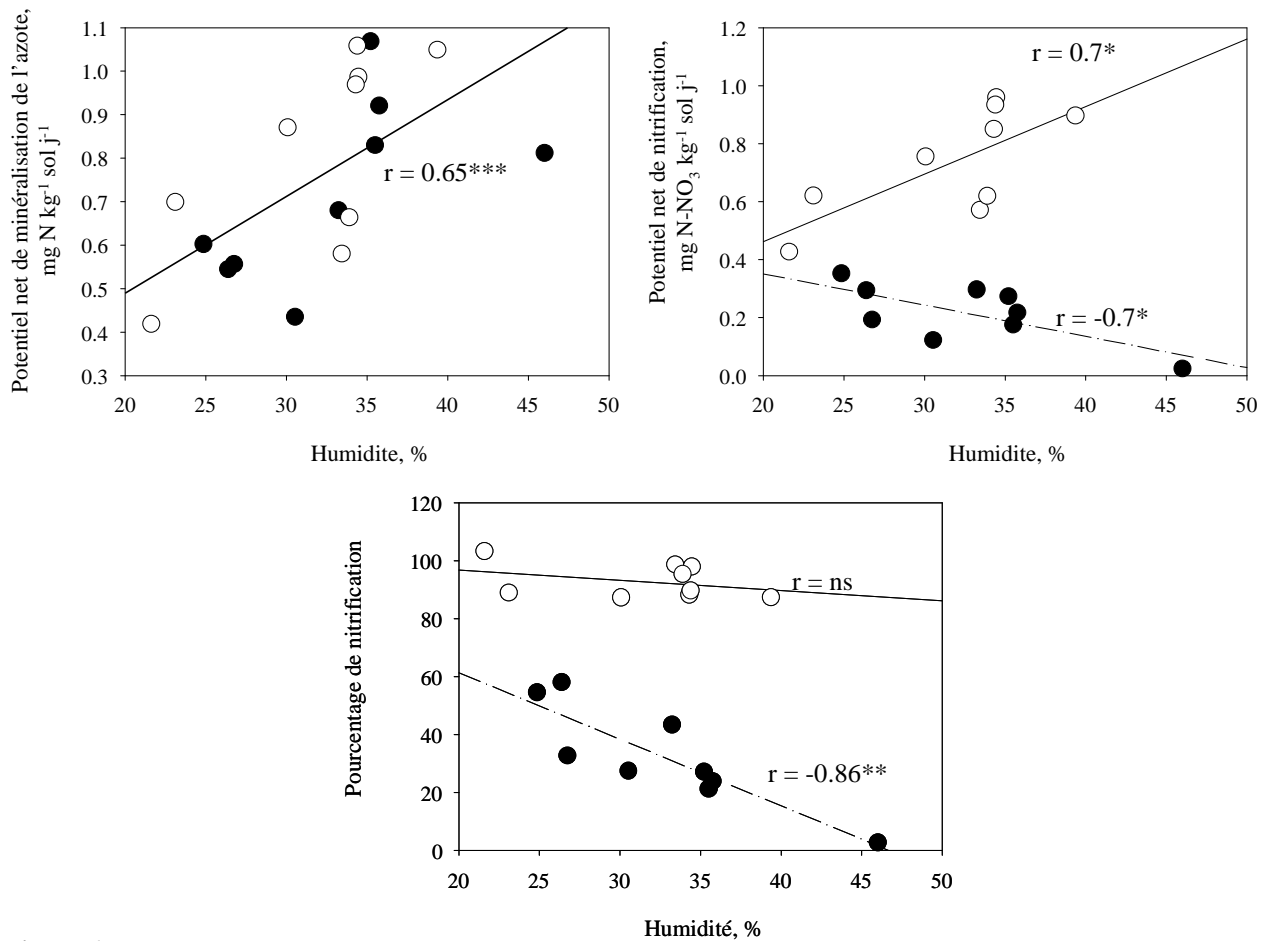 Potentiel net de minéralisation de l'azote,
mg N kg-1 sol j-1
1.1
1.0
0.9
0.8
0.7
0.6
0.5
0.4
0.3
r = 0.65***
20 25 30 35 40 45 50
Humidite, %
Potentiel net de nitrification,
mg N-NO3 kg-1 sol j-1
1.2
1.0
0.8
0.6
0.4
0.2
0.0
r = 0.7*
r = -0.7*
20 25 30 35 40 45 50
Humidite, %
Pourcentage de nitrification
120
100
80
60
40
20
0
r = ns
r = -0.86**
20 25 30 35 40 45 50
Humidité, %